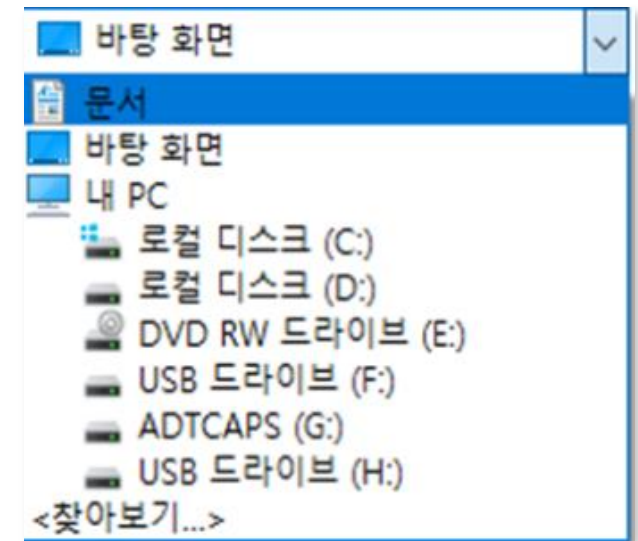 바탕 화면
문서
바탕 화면
내 PC
로컬 디스크 (C:)
로컬 디스크 (D:)
DVD RW 드라이브 (E:)
USB 드라이브 (F:)
ADTCAPS (G:)
USB 드라이브 (H:)
<찾아보기...>